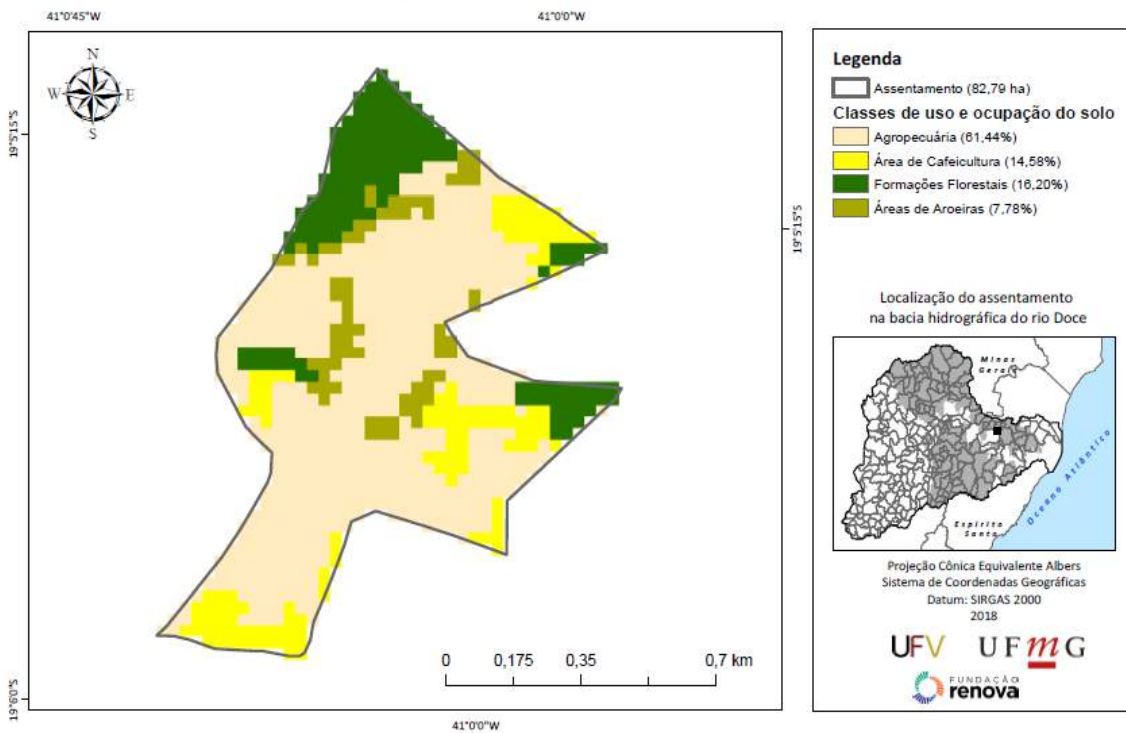 41°0'45"W
41°0'0"W
N
W
E
S
19°5'15"S
19°5'15"S
19°6'0"S
41°0'0"W
0
0,175
0,35
0,7 km
Legenda
Assentamento (82,79 ha)
Classes de uso e ocupação do solo
Agropecuária (61,44%)
Área de Cafeicultura (14,58%)
Formações Florestais (16,20%)
Áreas de Aroeiras (7,78%)
Localização do assentamento
na bacia hidrográfica do rio Doce
Minas
Gerais
Espírito
Santo
Oceano Atlântico
Projeção Cônica Equivalente Albers
Sistema de Coordenadas Geográficas
Datum: SIRGAS 2000
2018
UFV
UFmG
FUNDAÇÃO
renova